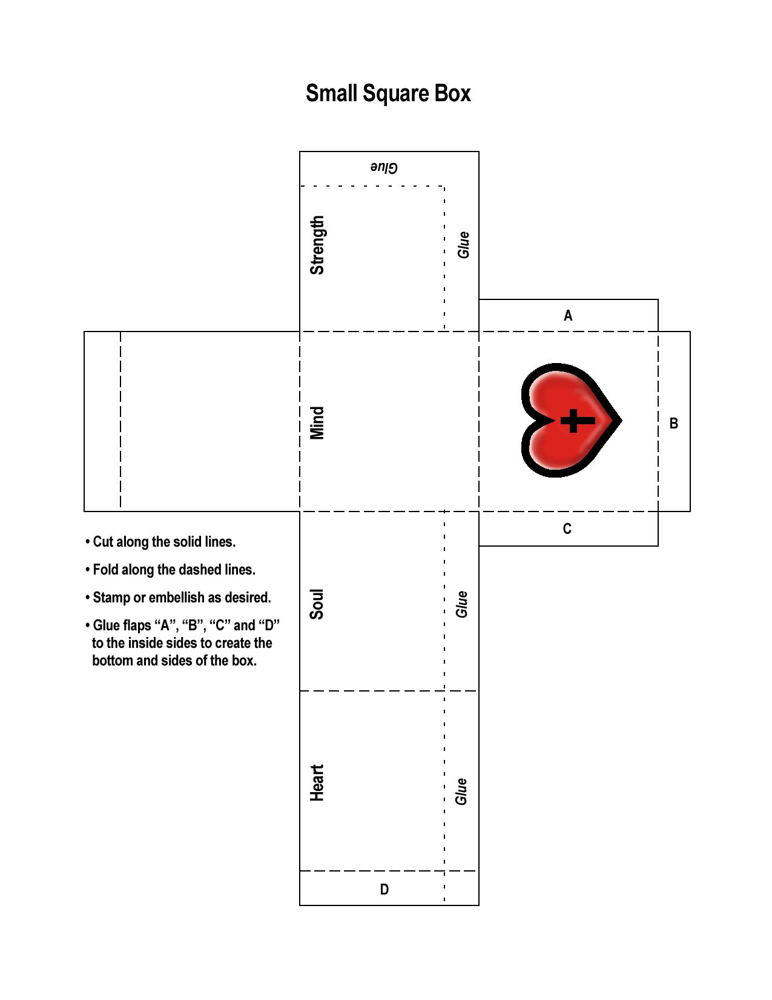 Small Square Box
Glue
Strength
Glue
A
Mind
B
C
• Cut along the solid lines.
• Fold along the dashed lines.
• Stamp or embellish as desired.
• Glue flaps “A”, “B”, “C” and “D”
to the inside sides to create the
bottom and sides of the box.
Soul
Glue
Heart
Glue
D